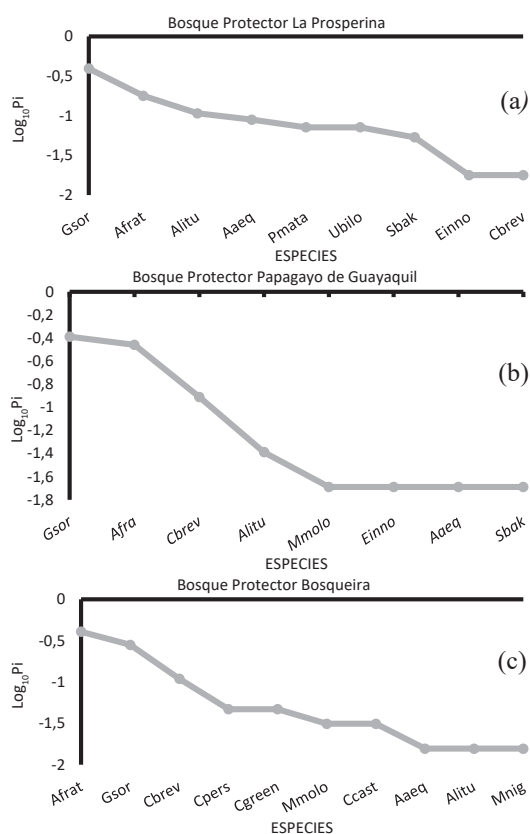 Bosque Protector La Prosperina
0
-0,5
-1
-1,5
-2
Log10Pi
(a)
Gsor Afrat Alitu Aaeq Pmata Ubilo Sbak Einno Cbrev
ESPECIES
Bosque Protector Papagayo de Guayaquil
0
-0,2
-0,4
-0,6
-0,8
-1
-1,2
-1,4
-1,6
-1,8
Log10Pi
(b)
Gsor Afra Cbrev Alitu Mmolo Einno Aaeq Sbak
ESPECIES
Bosque Protector Bosqueira
0
-0,5
-1
-1,5
-2
Log10Pi
(c)
Afrat Gsor Cbrev Cpers Cgreen Mmolo Ccast Aaeq Alitu Mnig
ESPECIES